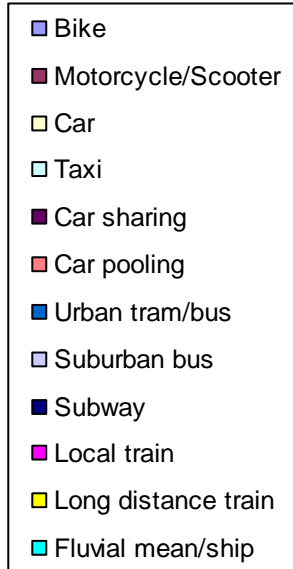 Bike
Motorcycle/Scooter
Car
Taxi
Car sharing
Car pooling
Urban tram/bus
Suburban bus
Subway
Local train
Long distance train
Fluvial mean/ship